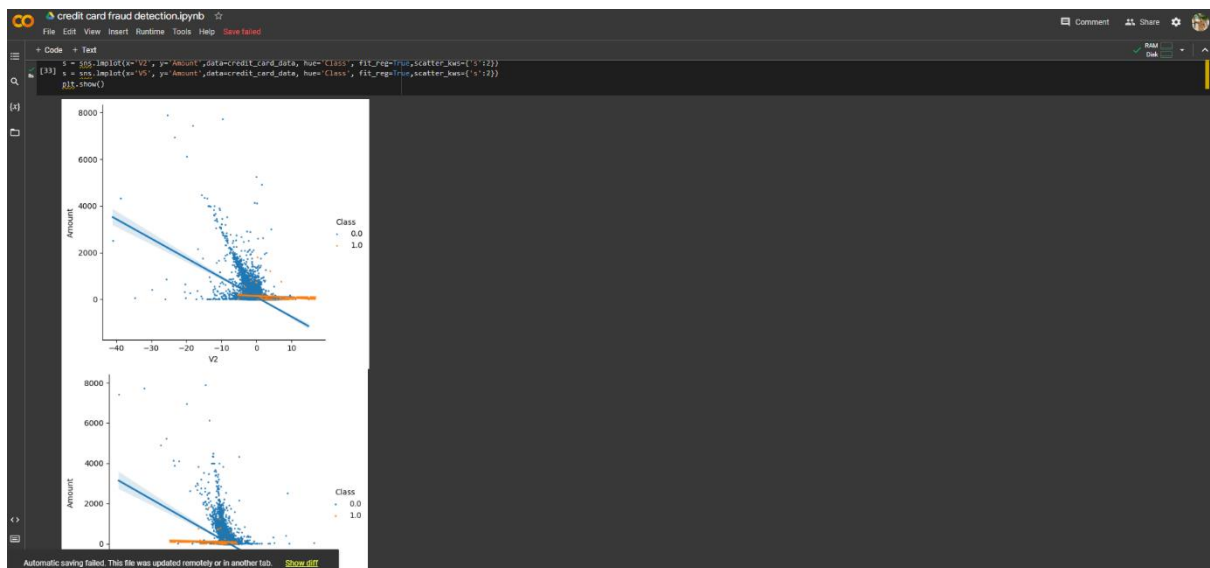 credit card fraud detection.ipynb
Comment Share
File Edit View Insert Runtime Tools Help Save failed
+ Code + Text
RAM
Disk
s = sns.lmplot(x='V2', y='Amount',data=credit_card_data, hue='Class', fit_reg=True,scatter_kws={'s':2})
[33] s = sns.lmplot(x='V5', y='Amount',data=credit_card_data, hue='Class', fit_reg=True,scatter_kws={'s':2})
plt.show()
{x}
8000
6000
4000
2000
0
Amount
Class
0.0
1.0
−40 −30 −20 −10 0 10
V2
8000
6000
4000
2000
0
Amount
Class
0.0
1.0
Automatic saving failed. This file was updated remotely or in another tab. Show diff